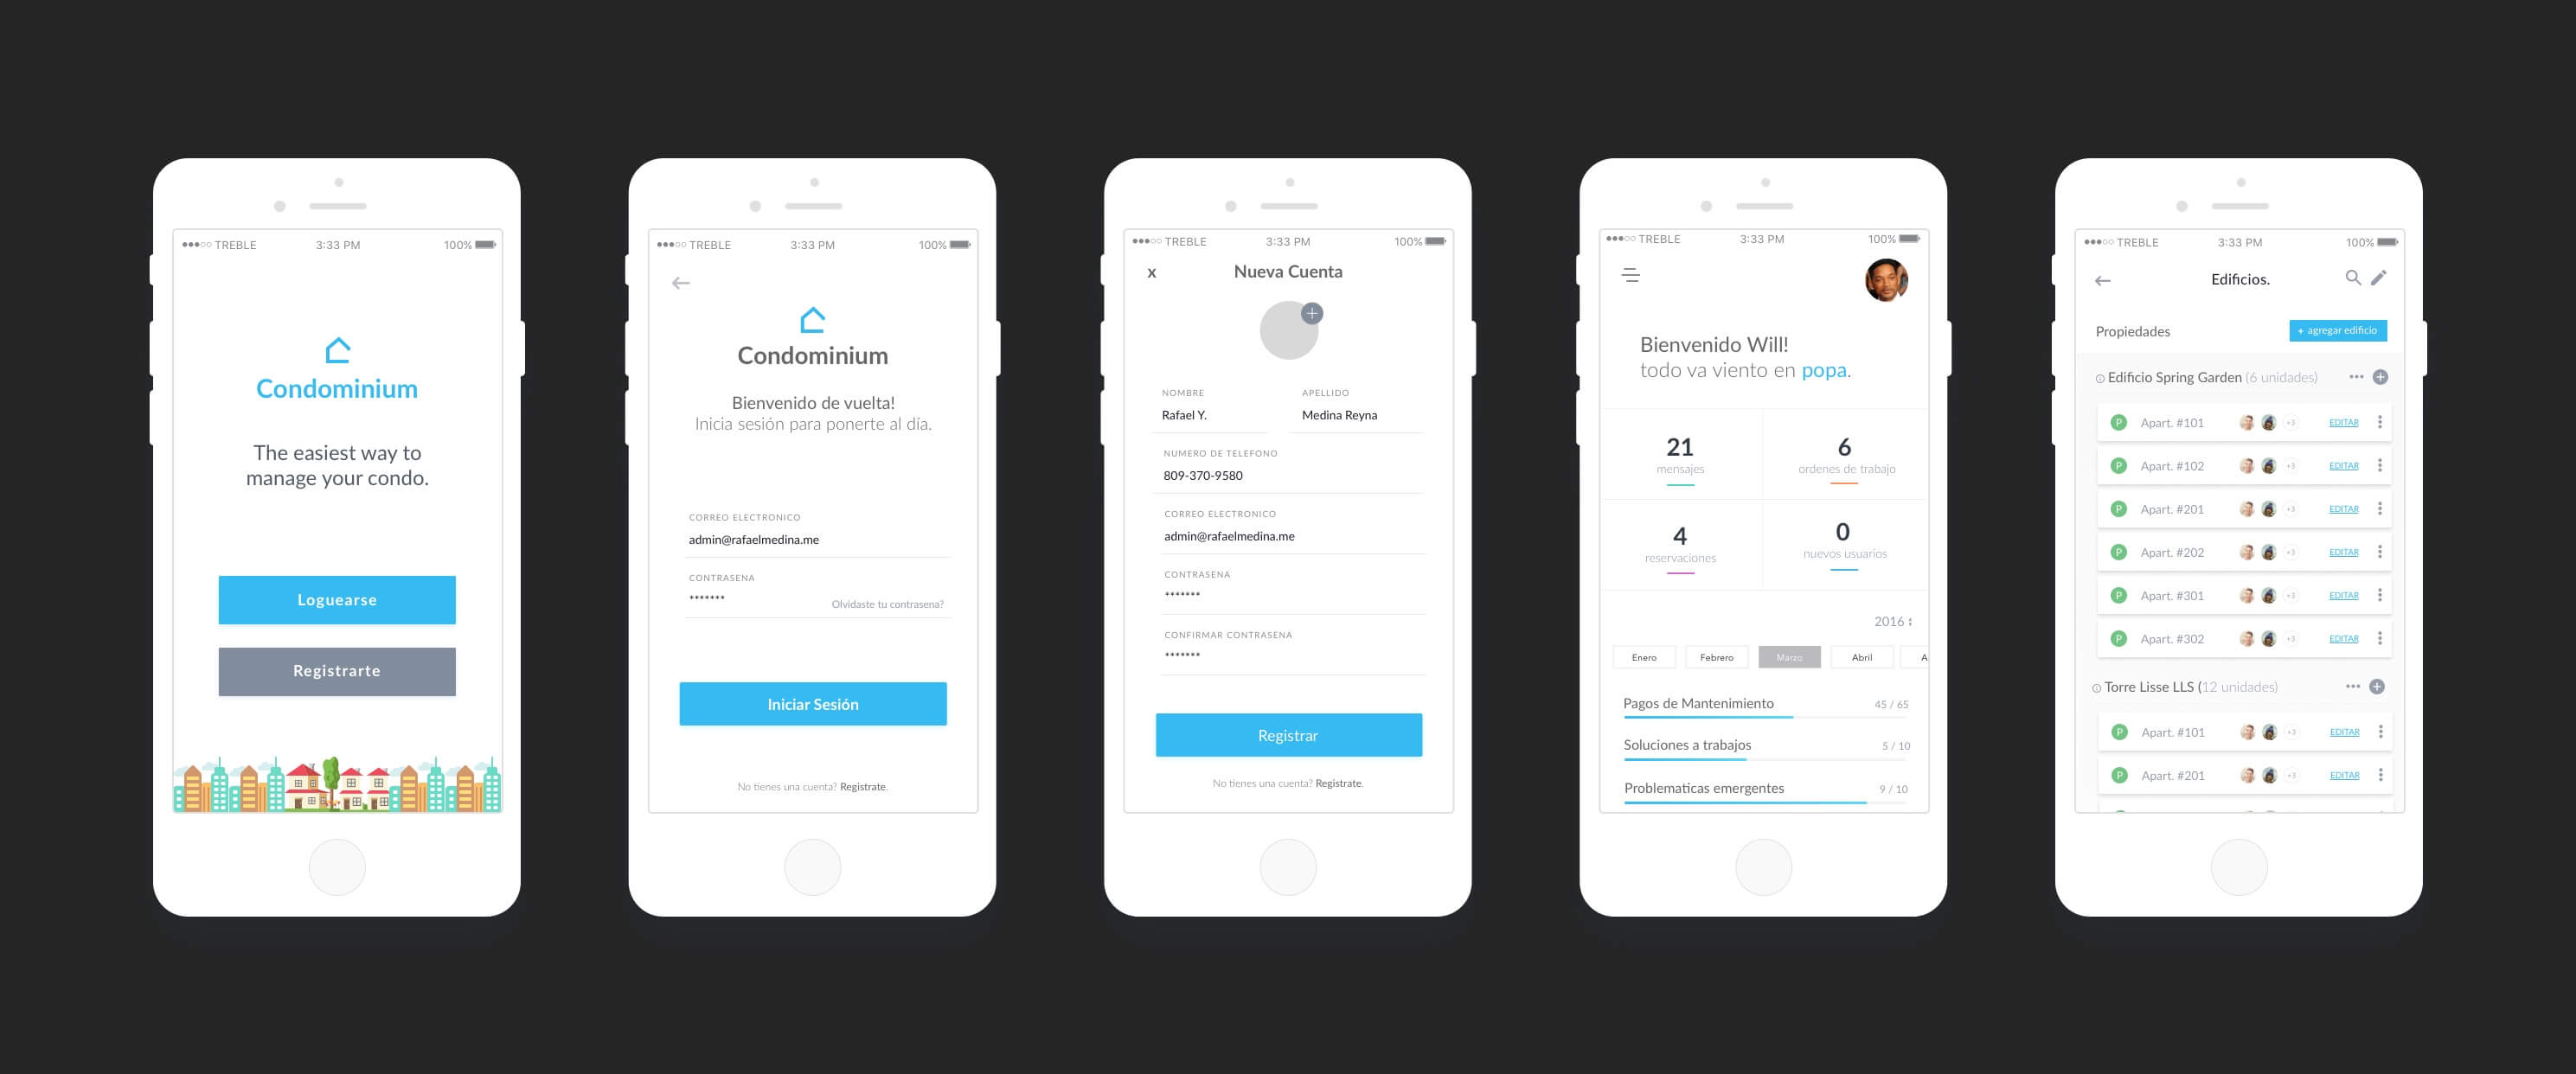 TREBLE
3:33 PM
100%
Condominium
The easiest way to
manage your condo.
Loguearse
Registrarte
TREBLE
3:33 PM
100%
Condominium
Bienvenido de vuelta!
Inicia sesión para ponerte al día.
CORREO ELECTRONICO
admin@rafaelmedina.me
CONTRASENA
*******
Olvidaste tu contrasena?
Iniciar Sesión
No tienes una cuenta? Registrate.
TREBLE
3:33 PM
100%
x
Nueva Cuenta
NOMBRE
Rafael Y.
APELLIDO
Medina Reyna
NUMERO DE TELEFONO
809-370-9580
CORREO ELECTRONICO
admin@rafaelmedina.me
CONTRASENA
*******
CONFIRMAR CONTRASENA
*******
Registrar
No tienes una cuenta? Registrate.
TREBLE
3:33 PM
100%
Bienvenido Will!
todo va viento en popa.
21
mensajes
6
ordenes de trabajo
4
reservaciones
0
nuevos usuarios
2016
Enero
Febrero
Marzo
Abril
A
Pagos de Mantenimiento
45 / 65
Soluciones a trabajos
5 / 10
Problematicas emergentes
9 / 10
TREBLE
3:33 PM
100%
Edificios.
Propiedades
+ agregar edificio
Edificio Spring Garden (6 unidades)
P Apart. #101 +3 EDITAR
P Apart. #102 +3 EDITAR
P Apart. #201 +3 EDITAR
P Apart. #202 +3 EDITAR
P Apart. #301 +3 EDITAR
P Apart. #302 +3 EDITAR
Torre Lisse LLS (12 unidades)
P Apart. #101 +3 EDITAR
P Apart. #201 +3 EDITAR